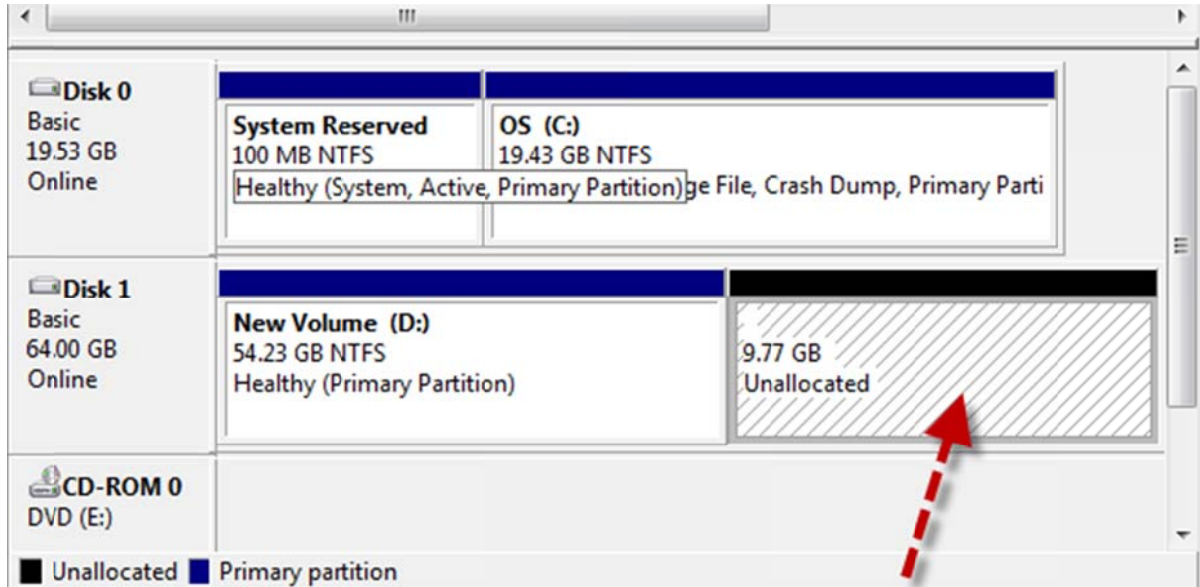 Disk 0
Basic
19.53 GB
Online
System Reserved
100 MB NTFS
Healthy (System, Active, Primary Partition)
OS (C:)
19.43 GB NTFS
ge File, Crash Dump, Primary Parti
Disk 1
Basic
64.00 GB
Online
New Volume (D:)
54.23 GB NTFS
Healthy (Primary Partition)
9.77 GB
Unallocated
CD-ROM 0
DVD (E:)
Unallocated Primary partition